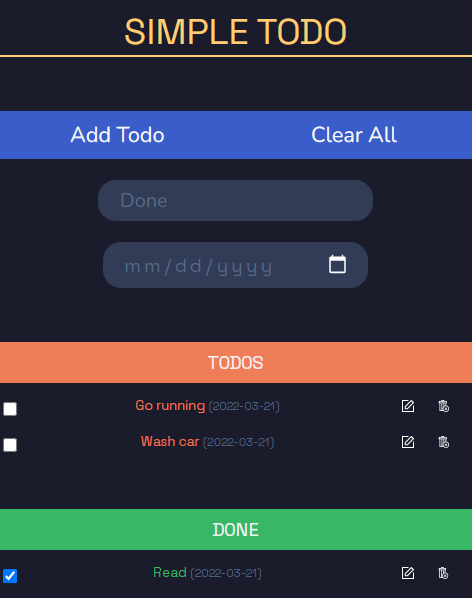 SIMPLE TODO
Add Todo Clear All
Done
mm/dd/yyyy
TODOS
Go running (2022-03-21)
Wash car (2022-03-21)
DONE
Read (2022-03-21)